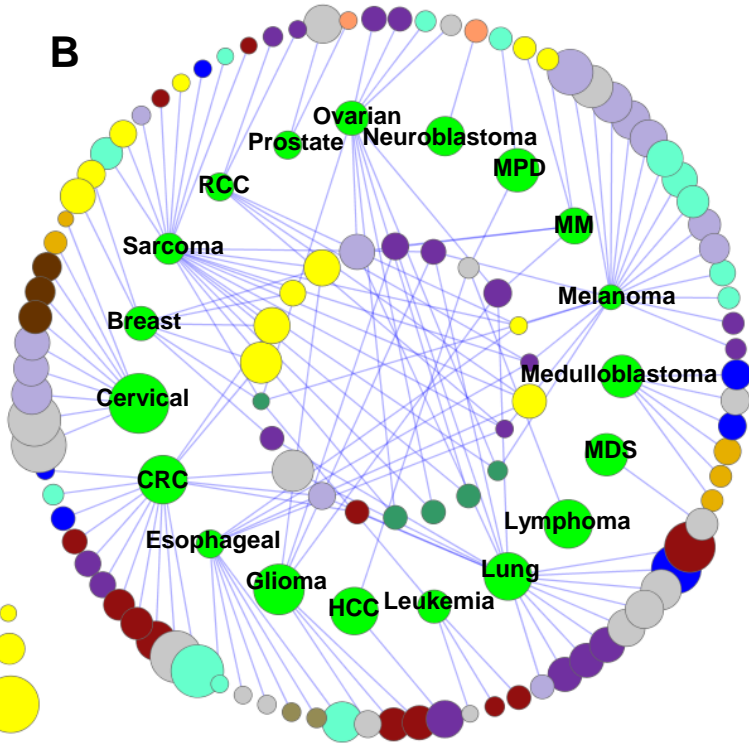 B
Ovarian
Prostate
Neuroblastoma
MPD
RCC
MM
Sarcoma
Melanoma
Breast
Medulloblastoma
Cervical
MDS
CRC
Lymphoma
Esophageal
Glioma
Lung
HCC
Leukemia